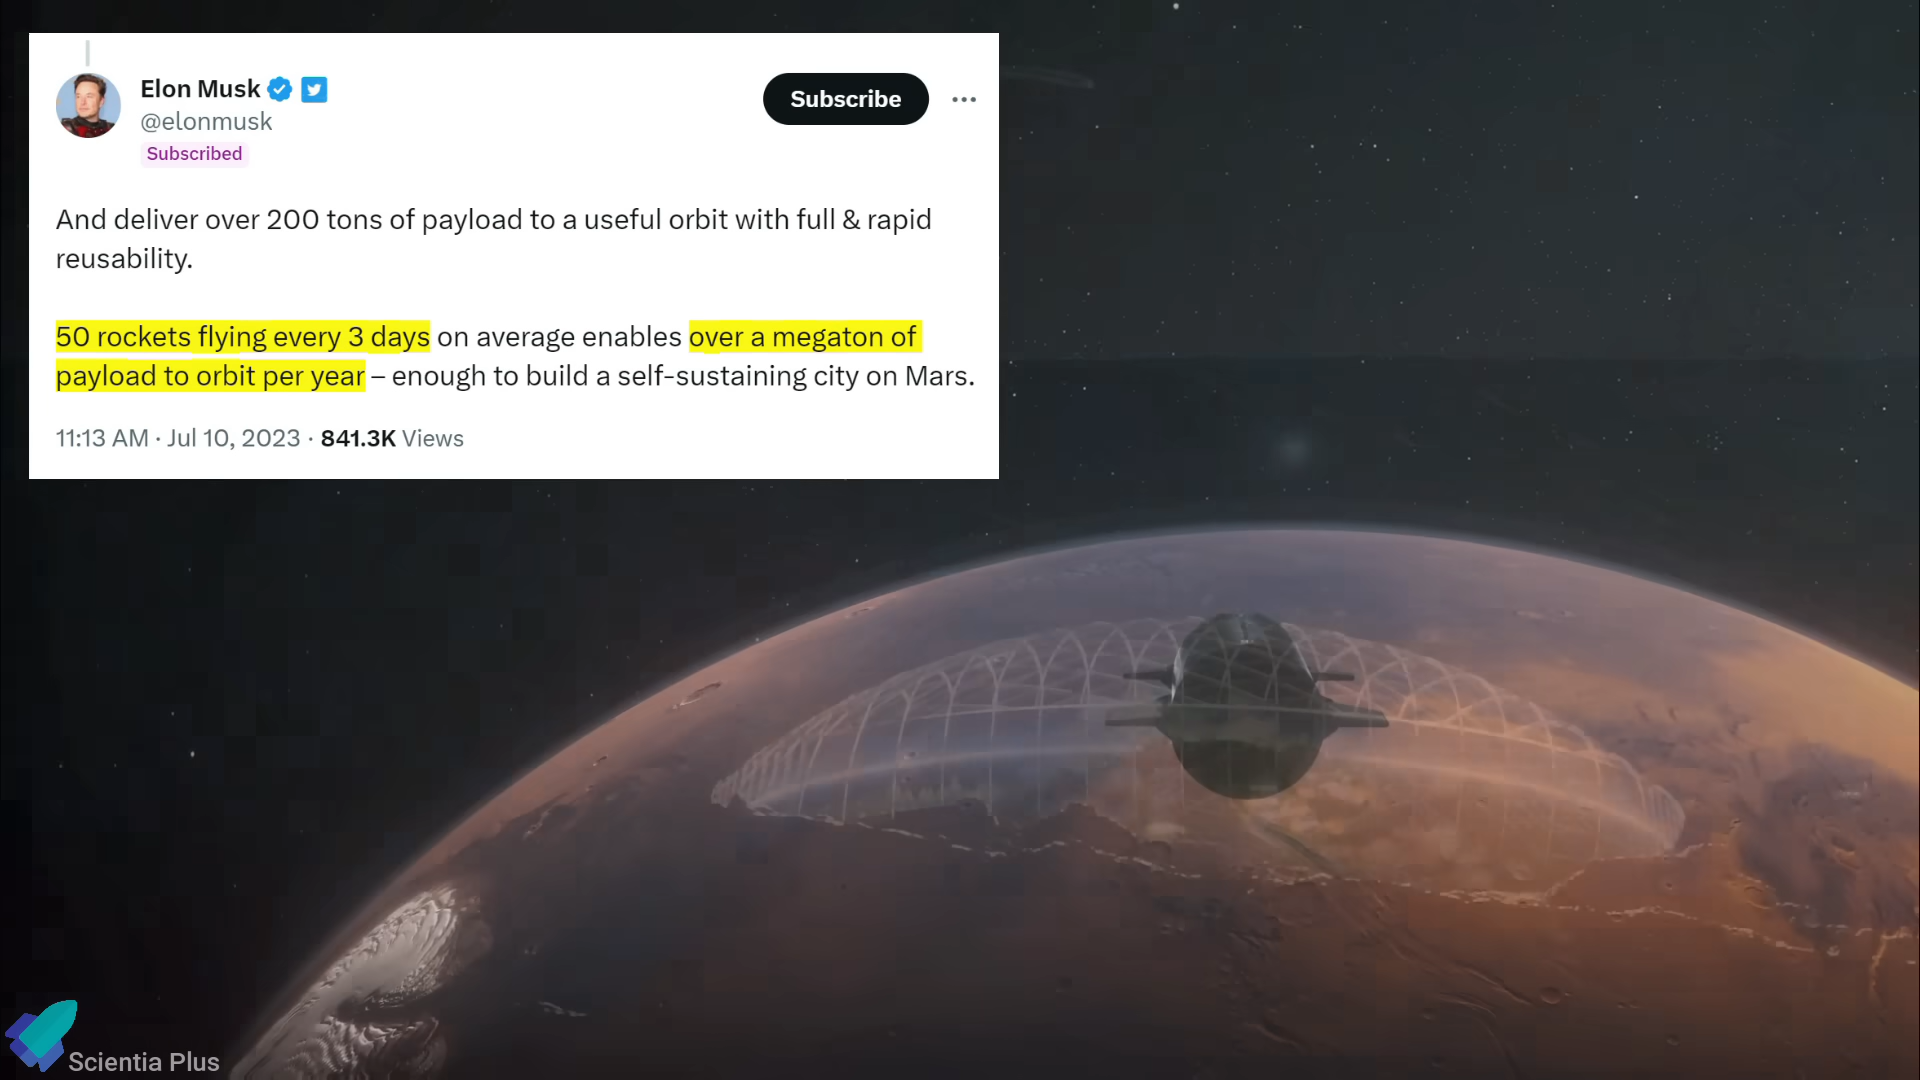 Elon Musk
@elonmusk
Subscribed
Subscribe
And deliver over 200 tons of payload to a useful orbit with full & rapid
reusability.
50 rockets flying every 3 days on average enables over a megaton of
payload to orbit per year – enough to build a self-sustaining city on Mars.
11:13 AM · Jul 10, 2023 · 841.3K Views
Scientia Plus